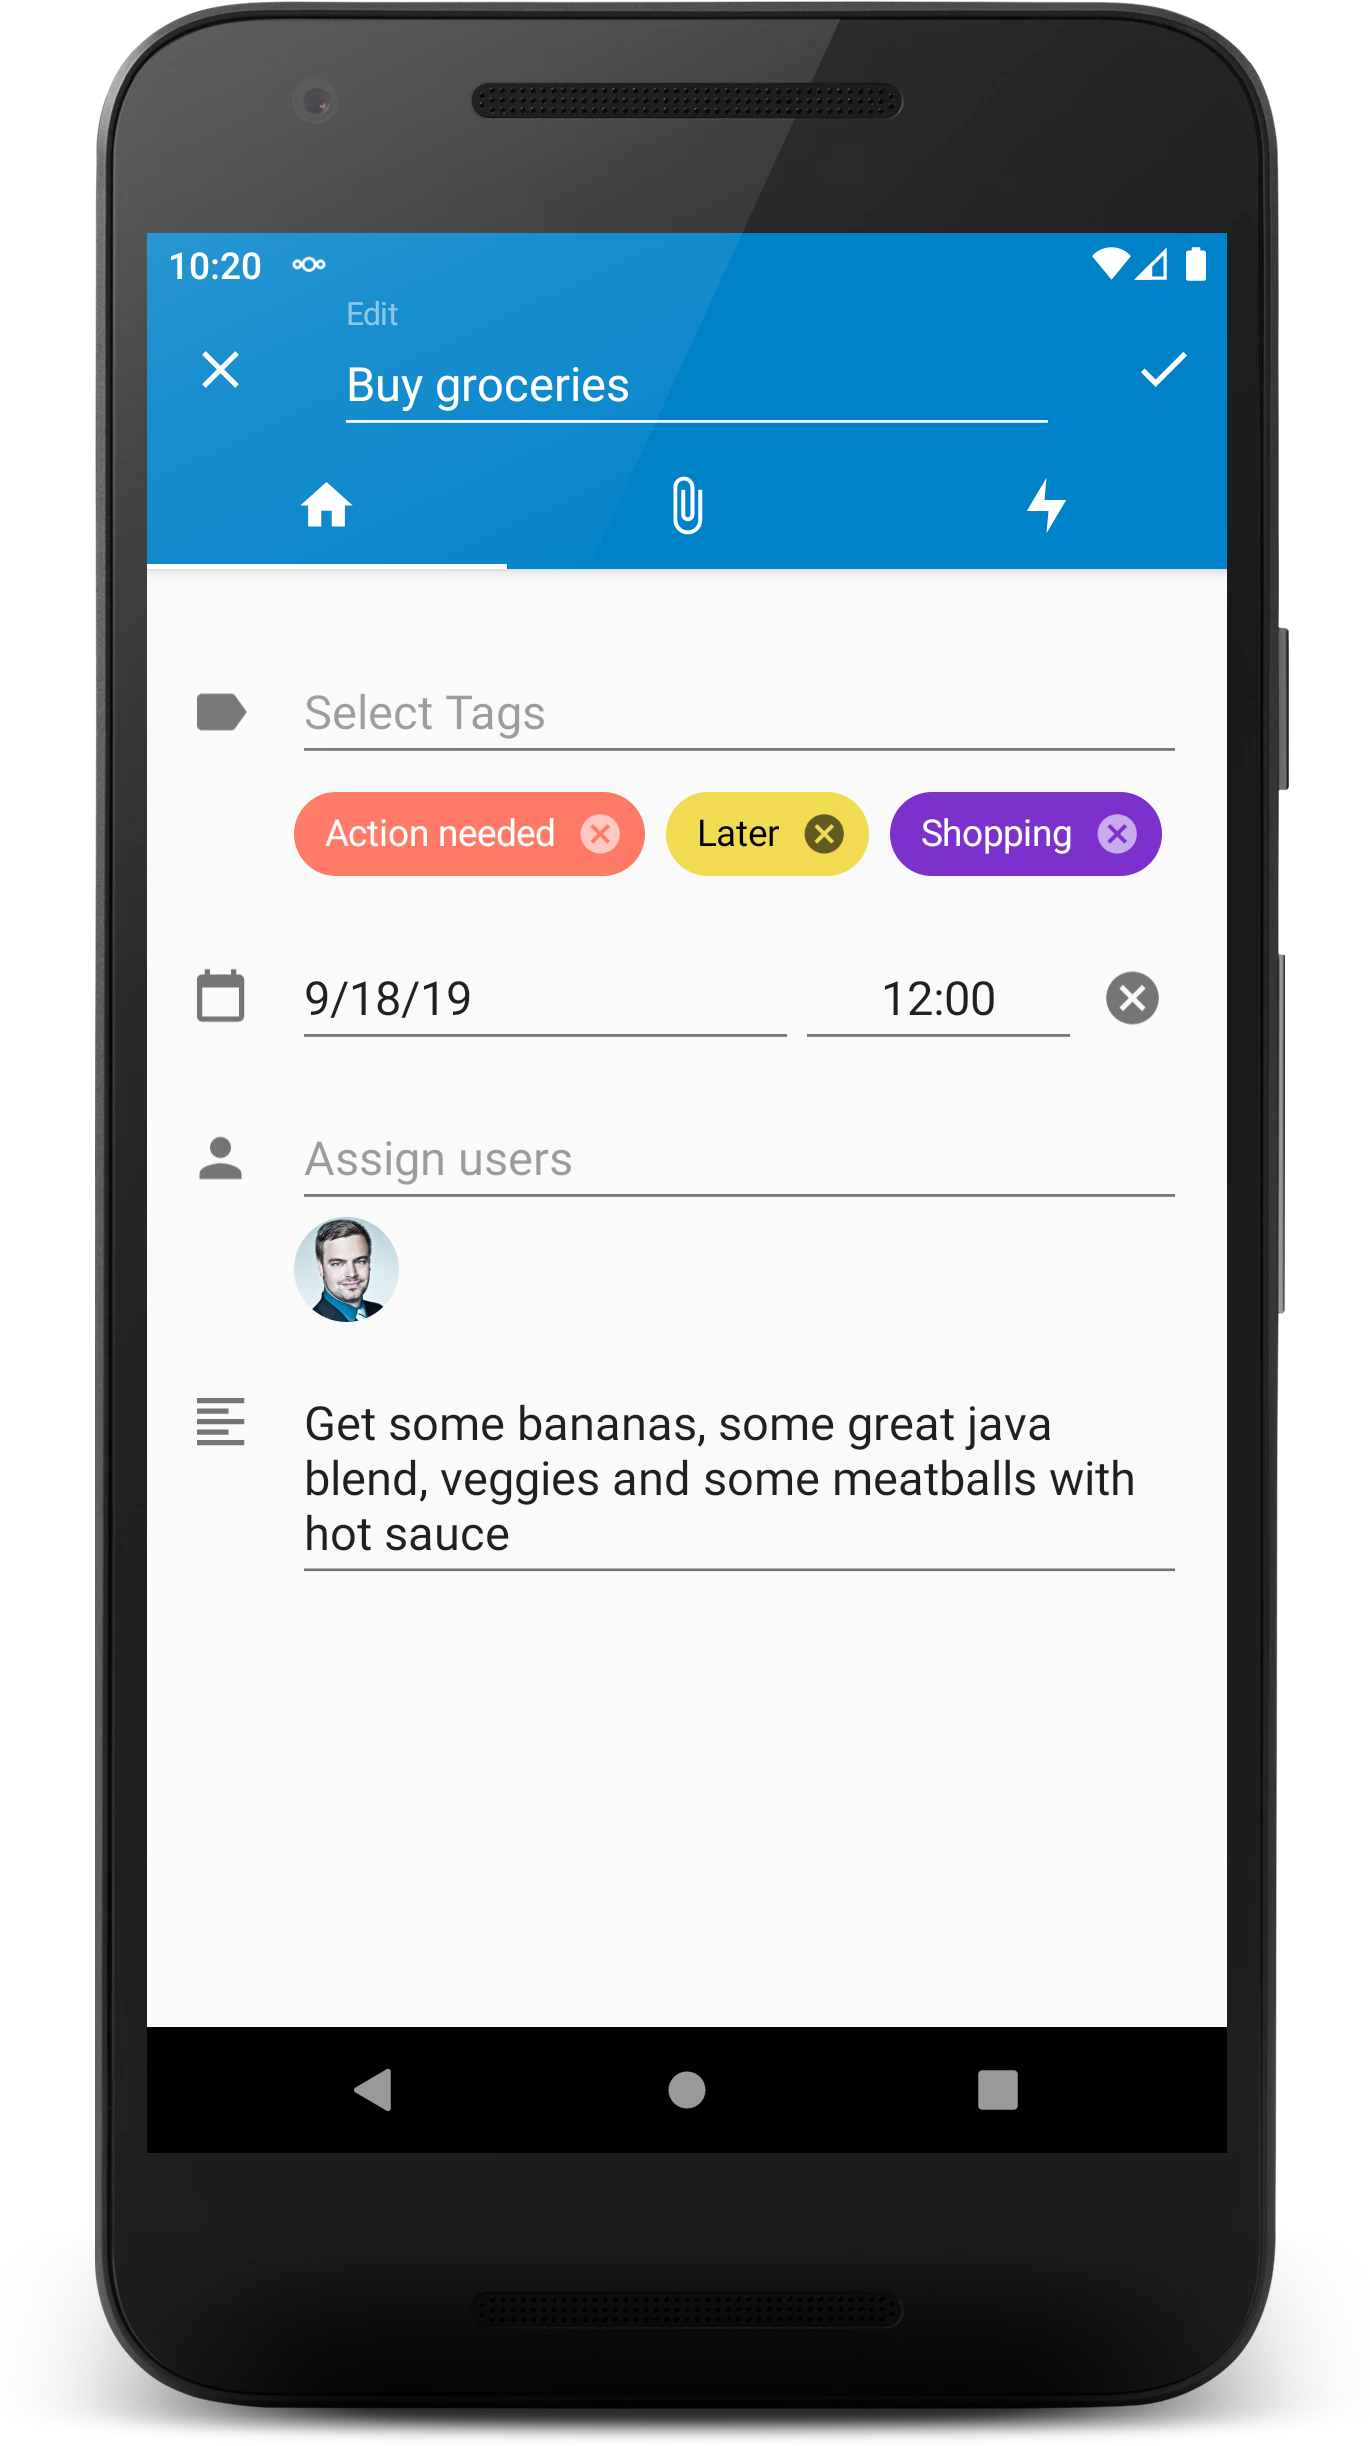 10:20
Edit
Buy groceries
Select Tags
Action needed Later Shopping
9/18/19 12:00
Assign users
Get some bananas, some great java
blend, veggies and some meatballs with
hot sauce